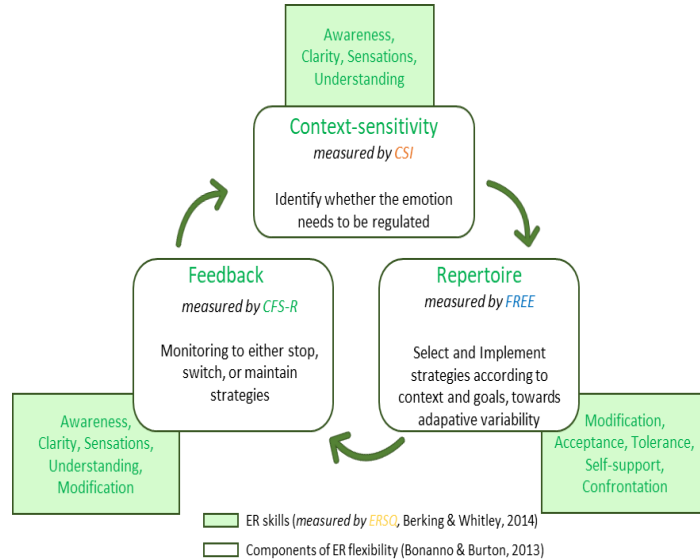 Awareness,
Clarity, Sensations,
Understanding
Context-sensitivity
measured by CSI
Identify whether the emotion
needs to be regulated
Feedback
measured by CFS-R
Monitoring to either stop,
switch, or maintain
strategies
Repertoire
measured by FREE
Select and Implement
strategies according to
context and goals, towards
adapative variability
Awareness,
Clarity, Sensations,
Understanding,
Modification
Modification,
Acceptance, Tolerance,
Self-support,
Confrontation
ER skills (measured by ERSQ, Berking & Whitley, 2014)
Components of ER flexibility (Bonanno & Burton, 2013)